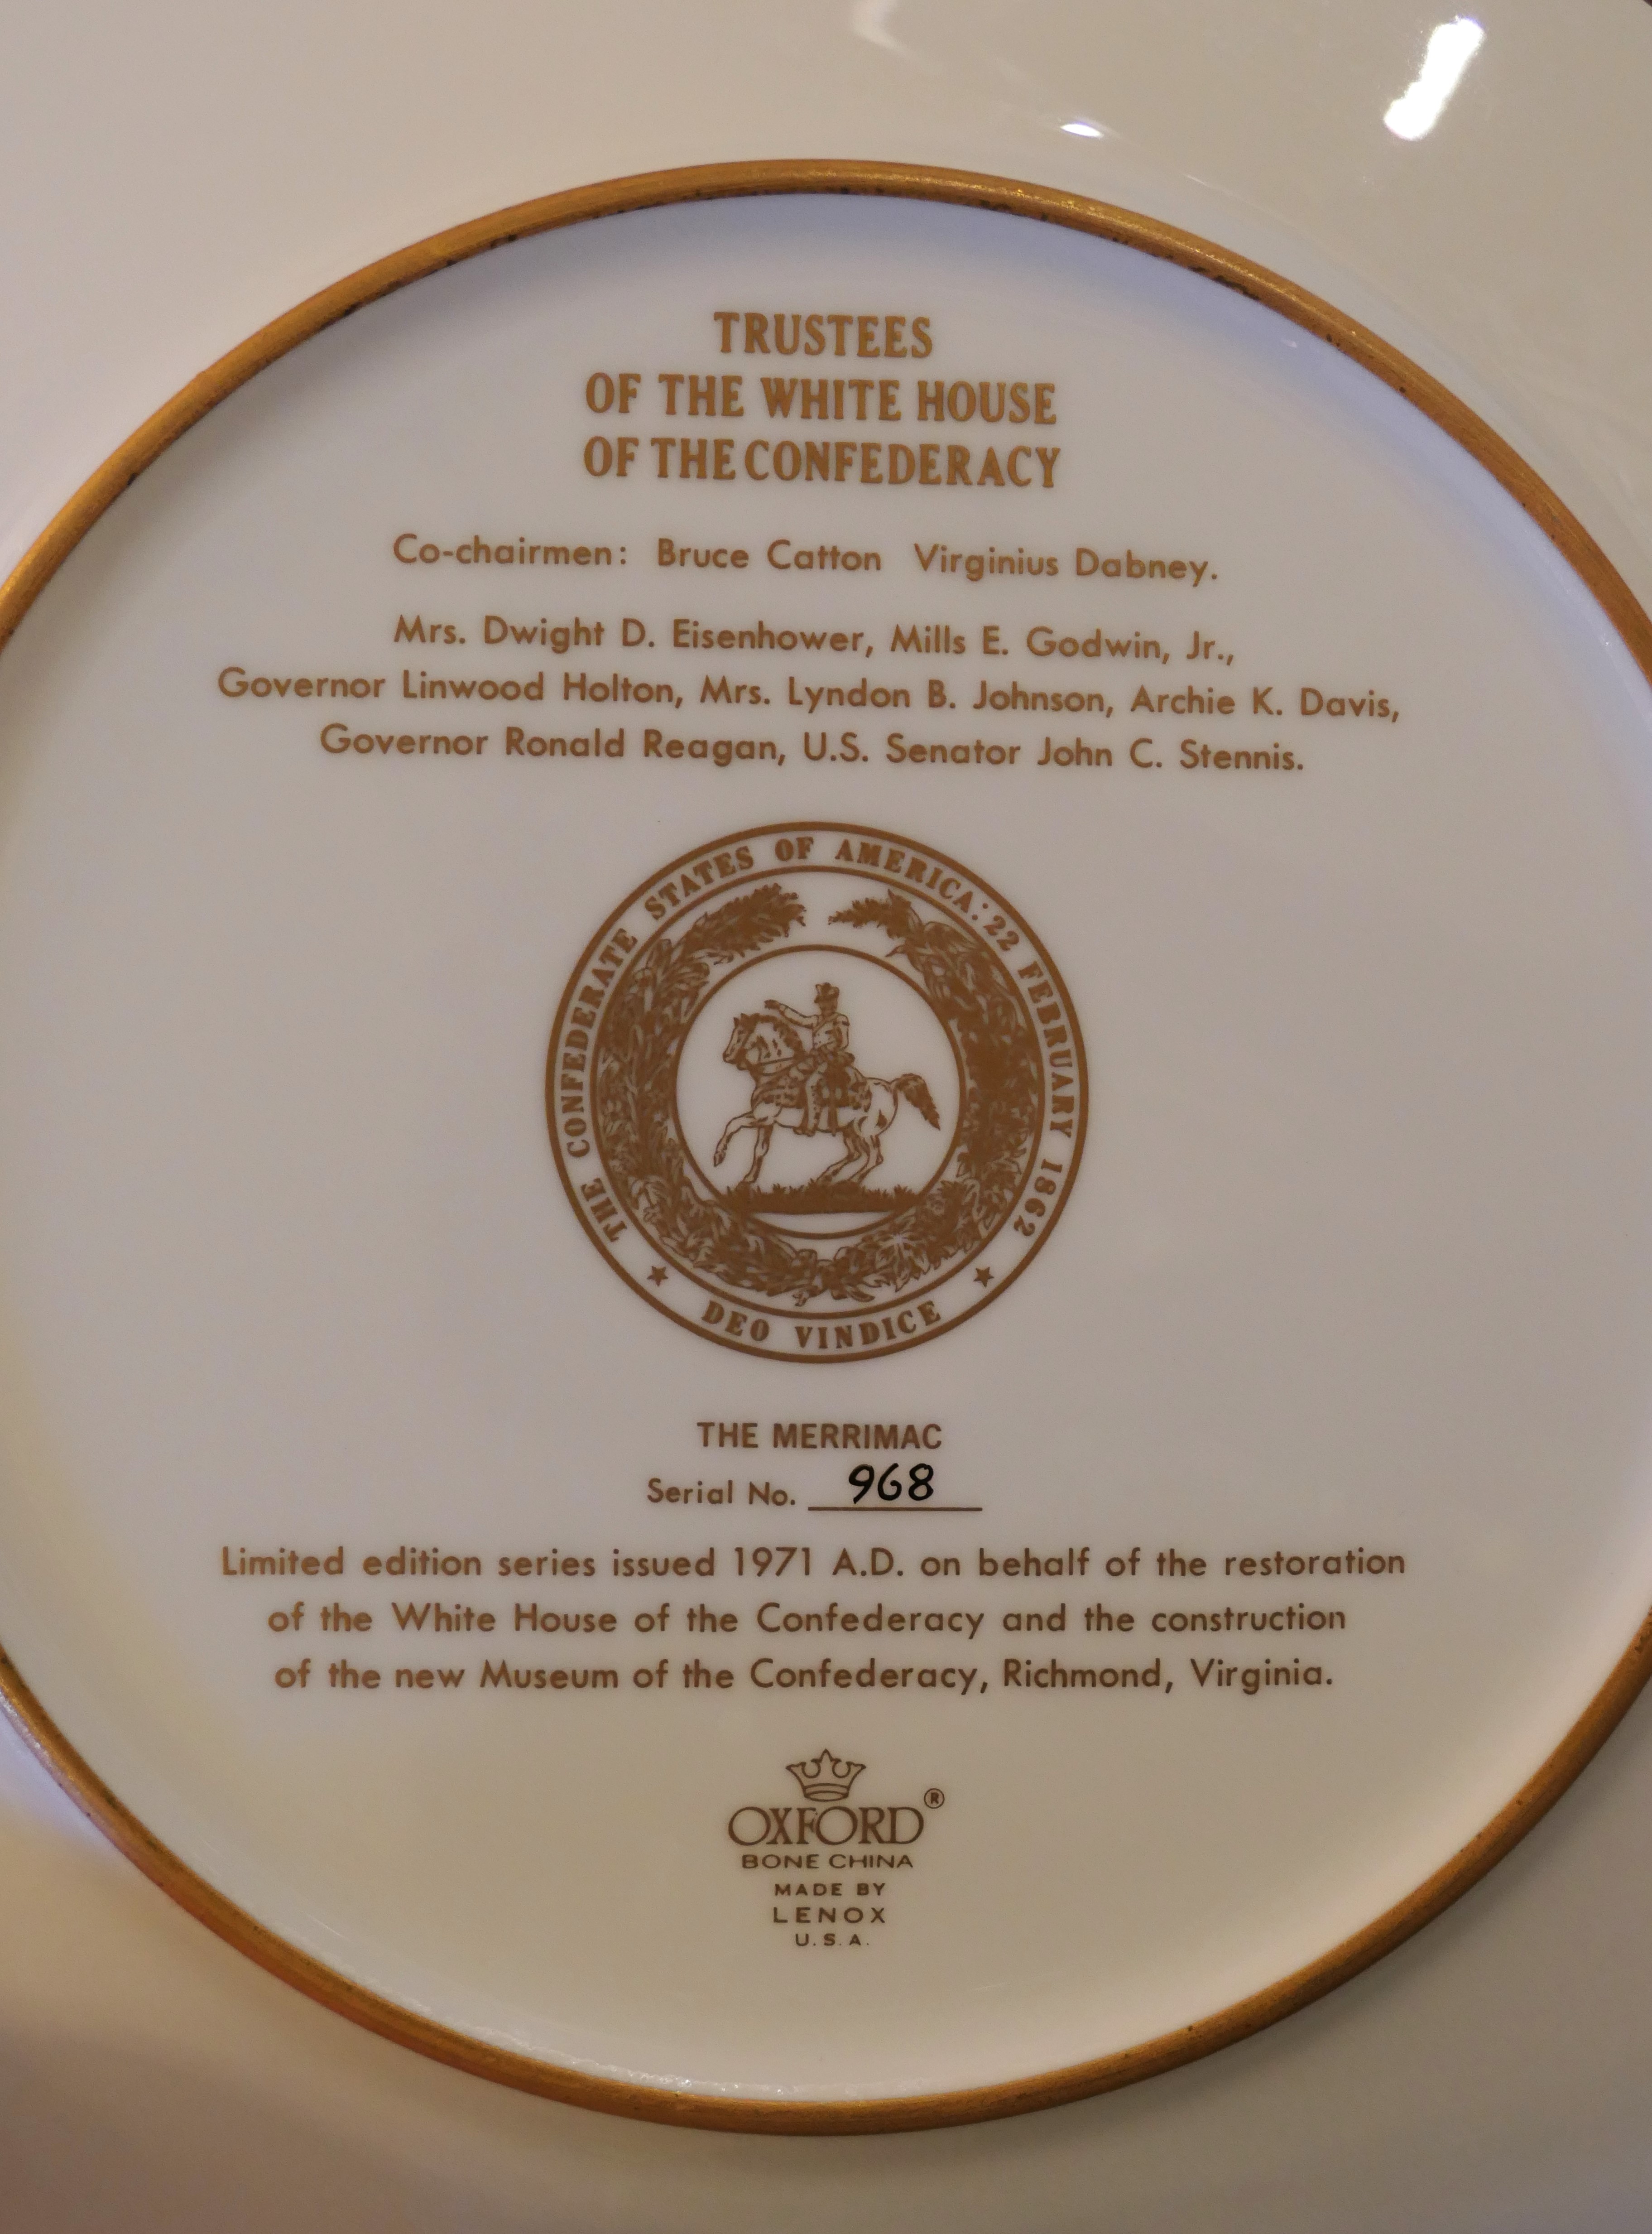 TRUSTEES
OF THE WHITE HOUSE
OF THE CONFEDERACY
Co-chairmen: Bruce Catton Virginius Dabney.
Mrs. Dwight D. Eisenhower, Mills E. Godwin, Jr.,
Governor Linwood Holton, Mrs. Lyndon B. Johnson, Archie K. Davis,
Governor Ronald Reagan, U.S. Senator John C. Stennis.
THE CONFEDERATE STATES OF AMERICA: 22 FEBRUARY 1862
★ DEO VINDICE ★
THE MERRIMAC
Serial No. 968
Limited edition series issued 1971 A.D. on behalf of the restoration
of the White House of the Confederacy and the construction
of the new Museum of the Confederacy, Richmond, Virginia.
OXFORD®
BONE CHINA
MADE BY
LENOX
U.S.A.